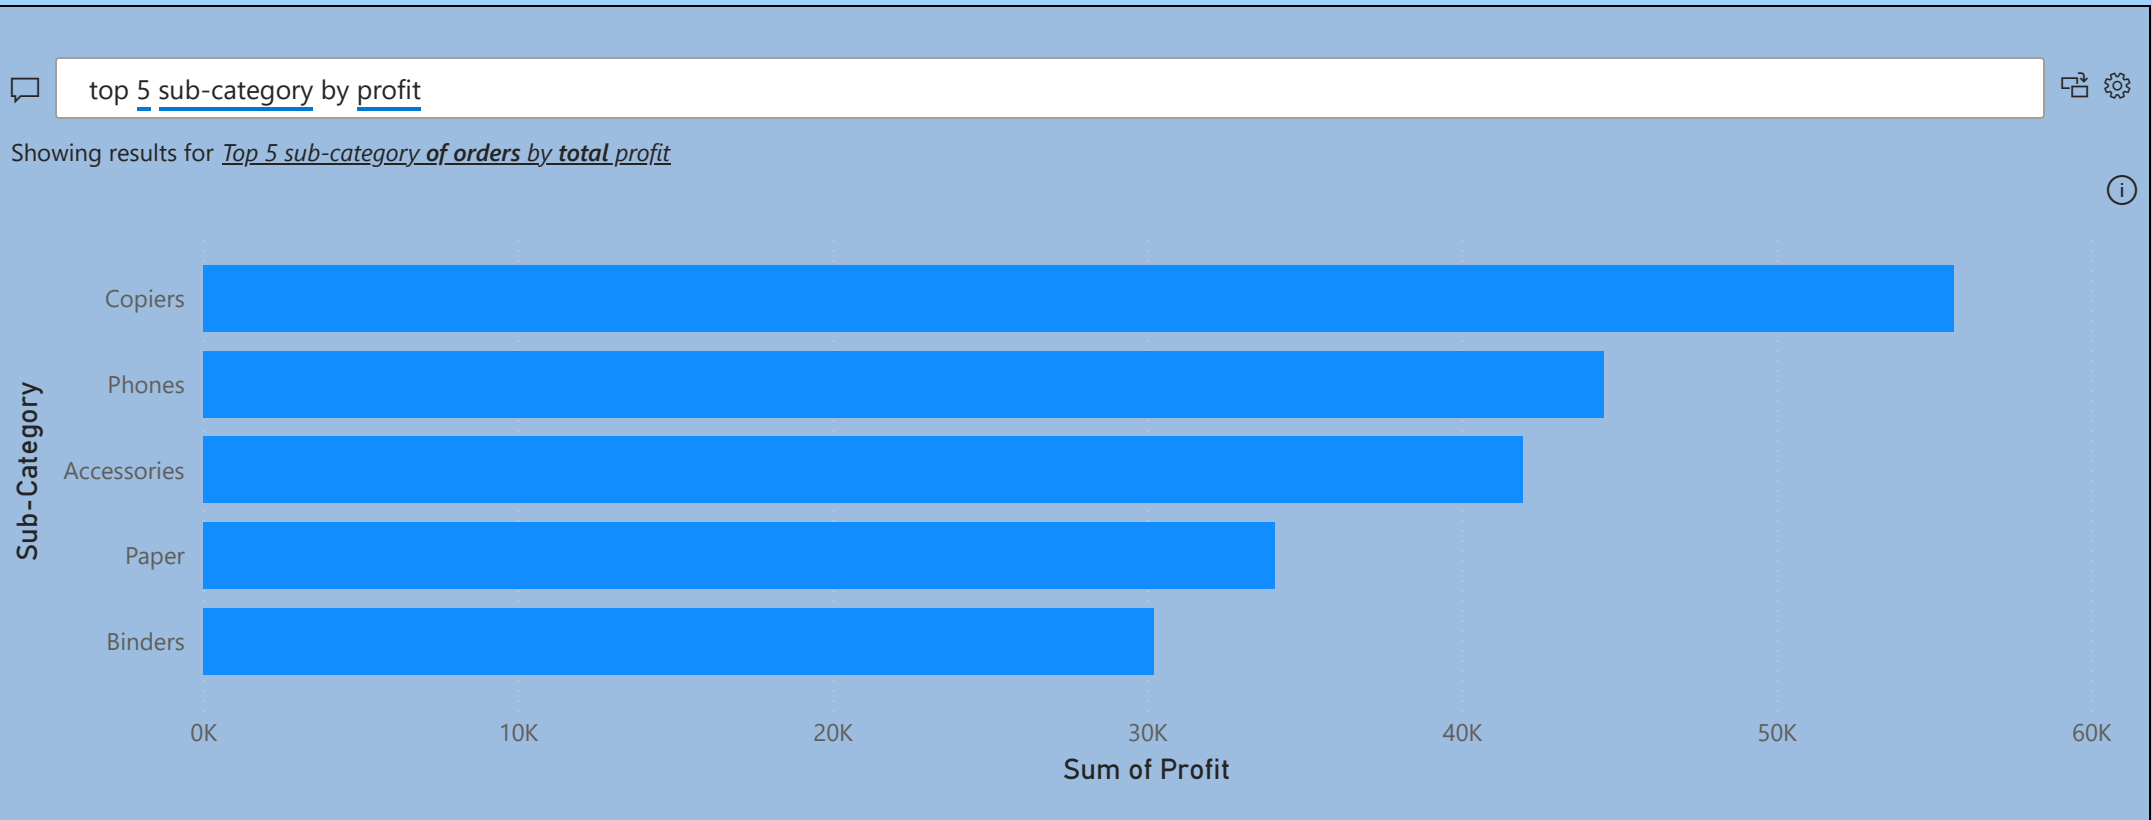 top 5 sub-category by profit
Showing results for Top 5 sub-category of orders by total profit
i
Sub-Category
Copiers
Phones
Accessories
Paper
Binders
0K 10K 20K 30K 40K 50K 60K
Sum of Profit